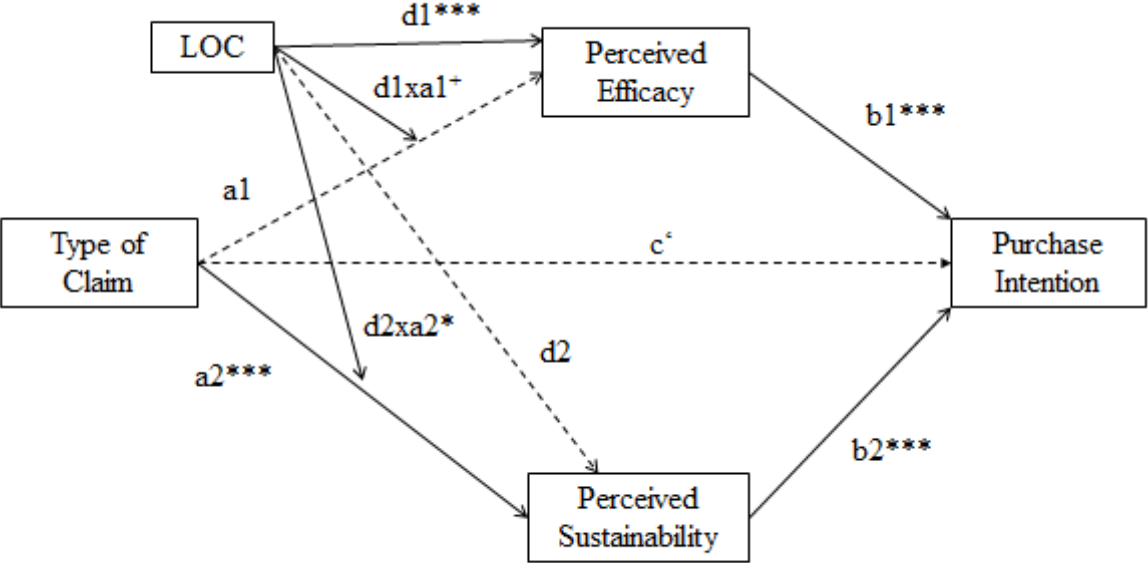 d1***
LOC
Perceived
Efficacy
d1xa1⁺
b1***
a1
Type of
Claim
c‘
Purchase
Intention
d2xa2*
d2
a2***
b2***
Perceived
Sustainability